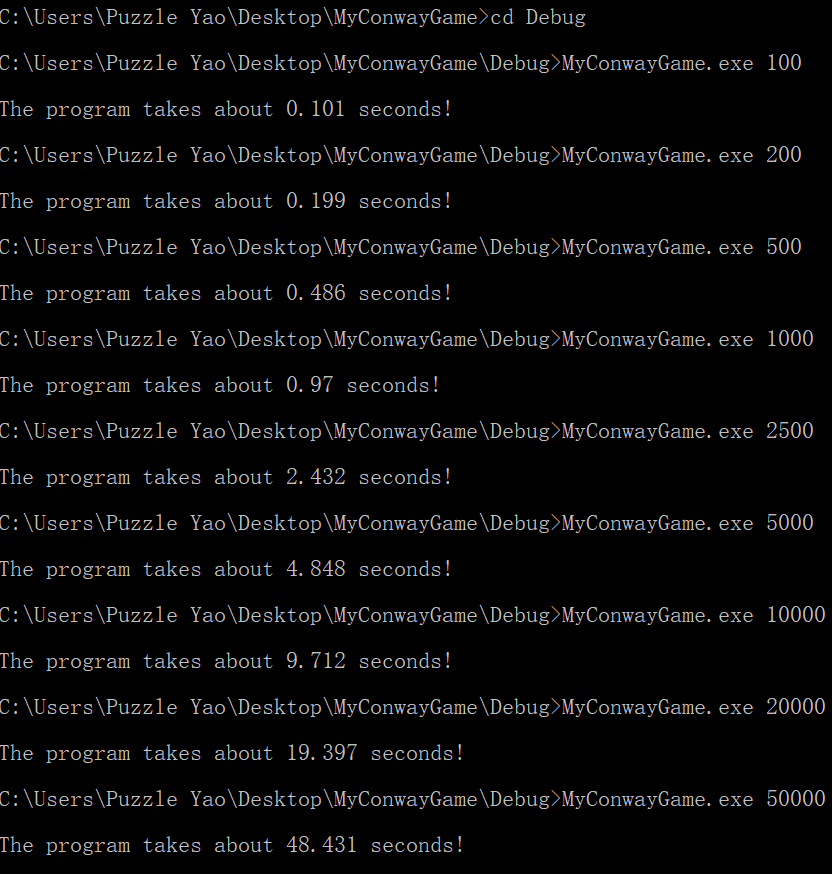 C:\Users\Puzzle Yao\Desktop\MyConwayGame>cd Debug
C:\Users\Puzzle Yao\Desktop\MyConwayGame\Debug>MyConwayGame.exe 100
The program takes about 0.101 seconds!
C:\Users\Puzzle Yao\Desktop\MyConwayGame\Debug>MyConwayGame.exe 200
The program takes about 0.199 seconds!
C:\Users\Puzzle Yao\Desktop\MyConwayGame\Debug>MyConwayGame.exe 500
The program takes about 0.486 seconds!
C:\Users\Puzzle Yao\Desktop\MyConwayGame\Debug>MyConwayGame.exe 1000
The program takes about 0.97 seconds!
C:\Users\Puzzle Yao\Desktop\MyConwayGame\Debug>MyConwayGame.exe 2500
The program takes about 2.432 seconds!
C:\Users\Puzzle Yao\Desktop\MyConwayGame\Debug>MyConwayGame.exe 5000
The program takes about 4.848 seconds!
C:\Users\Puzzle Yao\Desktop\MyConwayGame\Debug>MyConwayGame.exe 10000
The program takes about 9.712 seconds!
C:\Users\Puzzle Yao\Desktop\MyConwayGame\Debug>MyConwayGame.exe 20000
The program takes about 19.397 seconds!
C:\Users\Puzzle Yao\Desktop\MyConwayGame\Debug>MyConwayGame.exe 50000
The program takes about 48.431 seconds!